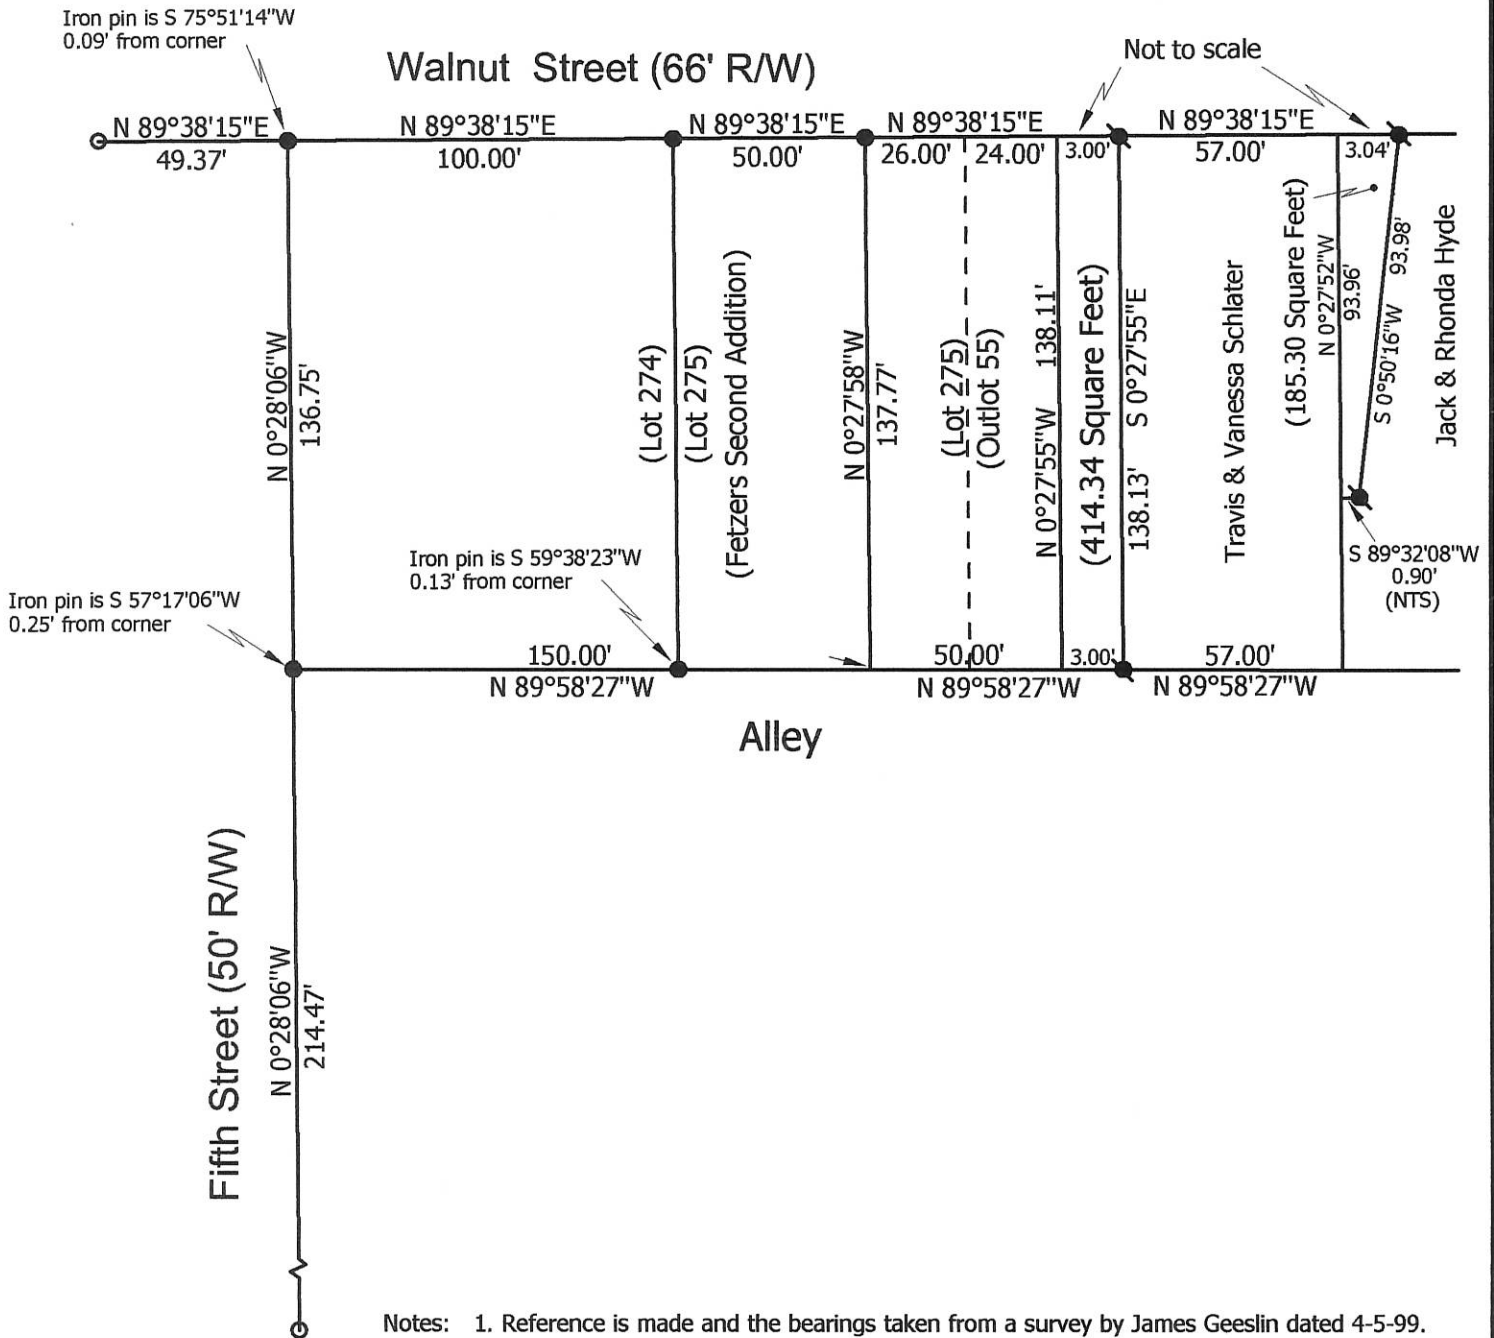 Iron pin is S 75°51'14"W
0.09' from corner
Walnut Street (66' R/W)
Not to scale
N 89°38'15"E
49.37'
N 89°38'15"E
100.00'
N 89°38'15"E
50.00'
N 89°38'15"E
26.00'
24.00'
3.00'
N 89°38'15"E
57.00'
3.04'
N 0°28'06"W
136.75'
(Lot 274)
(Lot 275)
(Fetzers Second Addition)
N 0°27'58"W
137.77'
(Lot 275)
(Outlot 55)
N 0°27'55"W 138.11'
(414.34 Square Feet)
138.13' S 0°27'55"E
Travis & Vanessa Schlater
(185.30 Square Feet)
N 0°27'52"W
93.96'
S 0°50'16"W 93.98'
Jack & Rhonda Hyde
S 89°32'08"W
0.90'
(NTS)
Iron pin is S 59°38'23"W
0.13' from corner
Iron pin is S 57°17'06"W
0.25' from corner
150.00'
N 89°58'27"W
50.00'
3.00'
N 89°58'27"W
57.00'
N 89°58'27"W
Alley
Fifth Street (50' R/W)
N 0°28'06"W
214.47'
Notes: 1. Reference is made and the bearings taken from a survey by James Geeslin dated 4-5-99.